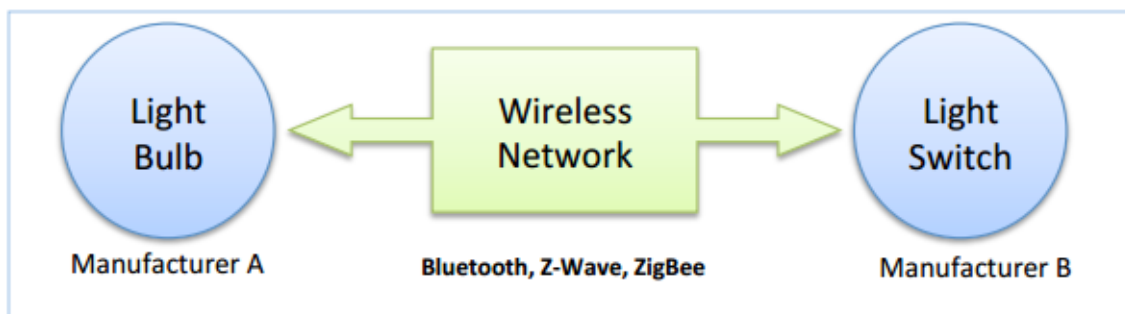 Light
Bulb
Wireless
Network
Light
Switch
Manufacturer A
Bluetooth, Z-Wave, ZigBee
Manufacturer B